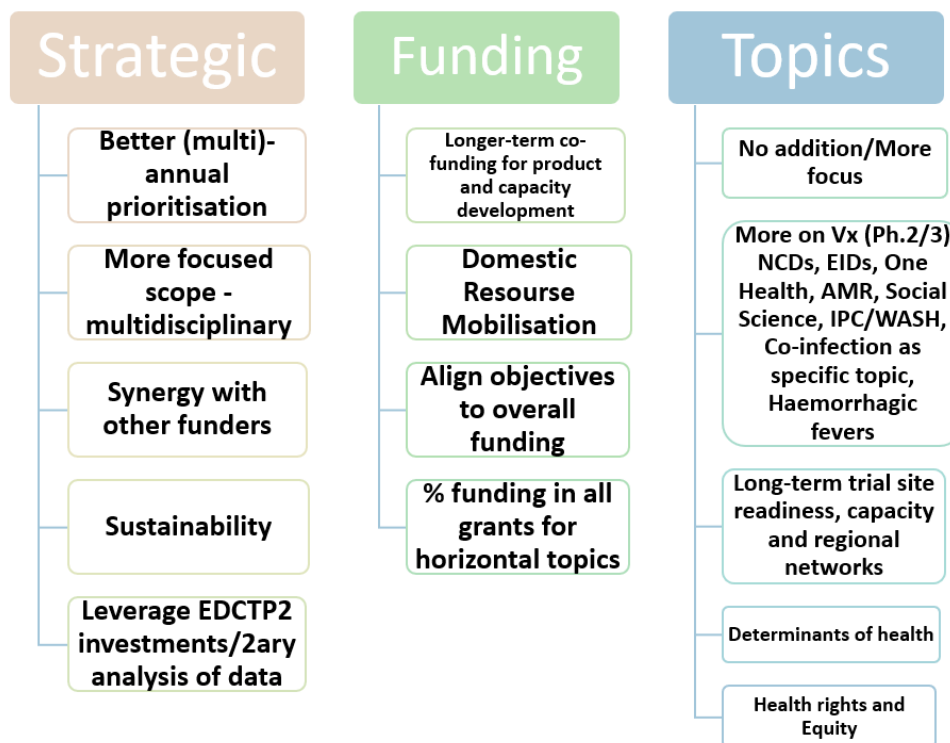 Strategic
Better (multi)-
annual
prioritisation
More focused
scope -
multidisciplinary
Synergy with
other funders
Sustainability
Leverage EDCTP2
investments/2ary
analysis of data
Funding
Longer-term co-
funding for product
and capacity
development
Domestic
Resourse
Mobilisation
Align objectives
to overall
funding
% funding in all
grants for
horizontal topics
Topics
No addition/More
focus
More on Vx (Ph.2/3)
NCDs, EIDs, One
Health, AMR, Social
Science, IPC/WASH,
Co-infection as
specific topic,
Haemorrhagic
fevers
Long-term trial site
readiness, capacity
and regional
networks
Determinants of health
Health rights and
Equity